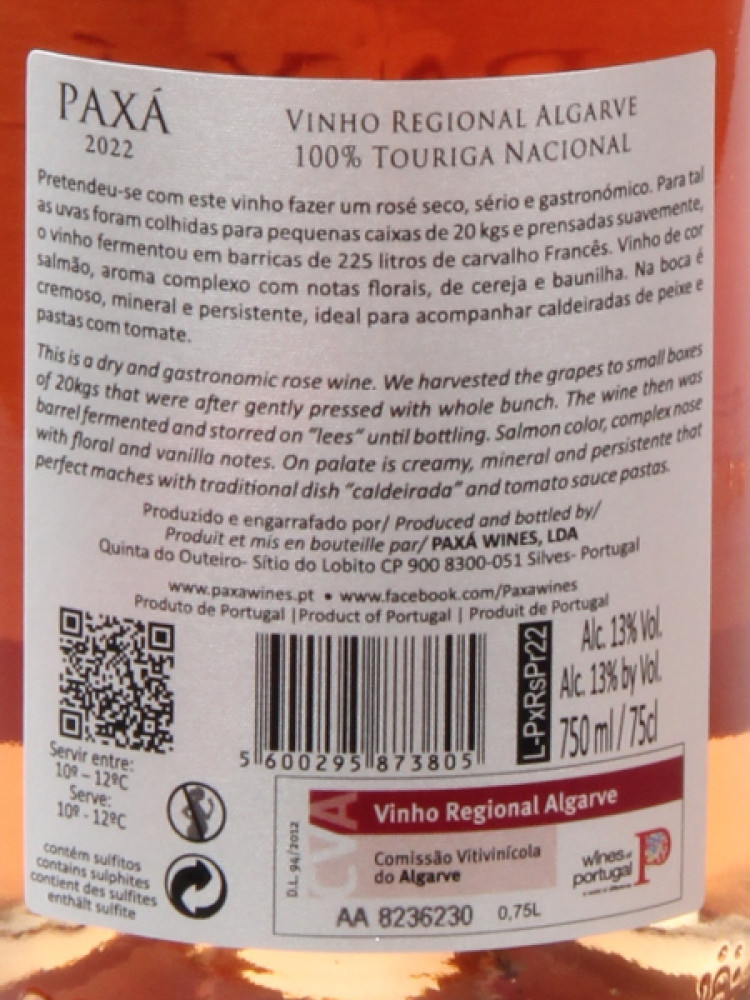 PAXÁ
2022
VINHO REGIONAL ALGARVE
100% TOURIGA NACIONAL
Pretendeu-se com este vinho fazer um rosé seco, sério e gastronómico. Para tal
as uvas foram colhidas para pequenas caixas de 20 kgs e prensadas suavemente,
o vinho fermentou em barricas de 225 litros de carvalho Francês. Vinho de cor
salmão, aroma complexo com notas florais, de cereja e baunilha. Na boca é
cremoso, mineral e persistente, ideal para acompanhar caldeiradas de peixe e
pastas com tomate.
This is a dry and gastronomic rose wine. We harvested the grapes to small boxes
of 20kgs that were after gently pressed with whole bunch. The wine then was
barrel fermented and storred on "lees" until bottling. Salmon color, complex nose
with floral and vanilla notes. On palate is creamy, mineral and persistente that
perfect maches with traditional dish "caldeirada" and tomato sauce pastas.
Produzido e engarrafado por/ Produced and bottled by/
Produit et mis en bouteille par/ PAXÁ WINES, LDA
Quinta do Outeiro- Sítio do Lobito CP 900 8300-051 Silves- Portugal
www.paxawines.pt • www.facebook.com/Paxawines
Produto de Portugal |Product of Portugal | Produit de Portugal
Servir entre:
10º – 12ºC
Serve:
10º - 12ºC
contém sulfitos
contains sulphites
contient des sulfites
enthält sulfite
5 600295 873805
L-PxRsPr22
Alc. 13% Vol.
Alc. 13% by Vol.
750 ml / 75cl
D.L. 94/2012
CVA
Vinho Regional Algarve
Comissão Vitivinícola
do Algarve
wines of
portugal
AA 8236230 0,75L